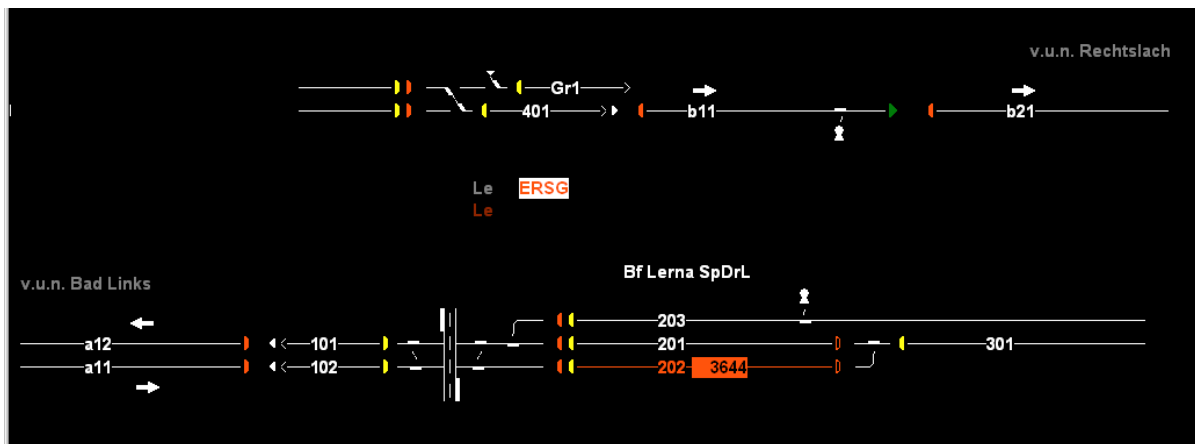 v.u.n. Rechtslach
Gr1
401 b11 b21
Le ERSG
Le
Bf Lerna SpDrL
v.u.n. Bad Links
203
a12 101 201 301
a11 102 202 3644